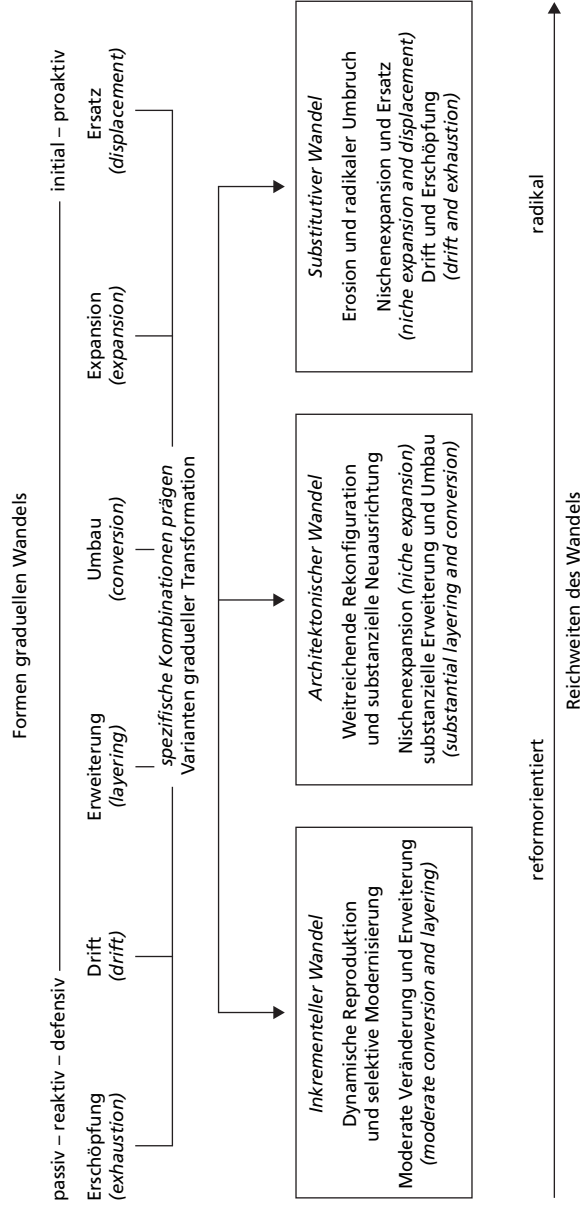 Formen graduellen Wandels
passiv – reaktiv – defensiv
initial – proaktiv
Erschöpfung
(exhaustion)
Drift
(drift)
Erweiterung
(layering)
Umbau
(conversion)
Expansion
(expansion)
Ersatz
(displacement)
spezifische Kombinationen prägen
Varianten gradueller Transformation
Inkrementeller Wandel
Dynamische Reproduktion
und selektive Modernisierung
Moderate Veränderung und Erweiterung
(moderate conversion and layering)
Architektonischer Wandel
Weitreichende Rekonfiguration
und substanzielle Neuausrichtung
Nischenexpansion (niche expansion)
substanzielle Erweiterung und Umbau
(substantial layering and conversion)
Substitutiver Wandel
Erosion und radikaler Umbruch
Nischenexpansion und Ersatz
(niche expansion and displacement)
Drift und Erschöpfung
(drift and exhaustion)
reformorientiert
radikal
Reichweiten des Wandels